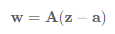 w = A(z − a)